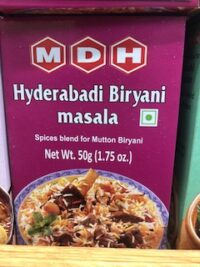 MDH
Hyderabadi Biryani
masala
Spices blend for Mutton Biryani
Net Wt. 50g (1.75 oz.)